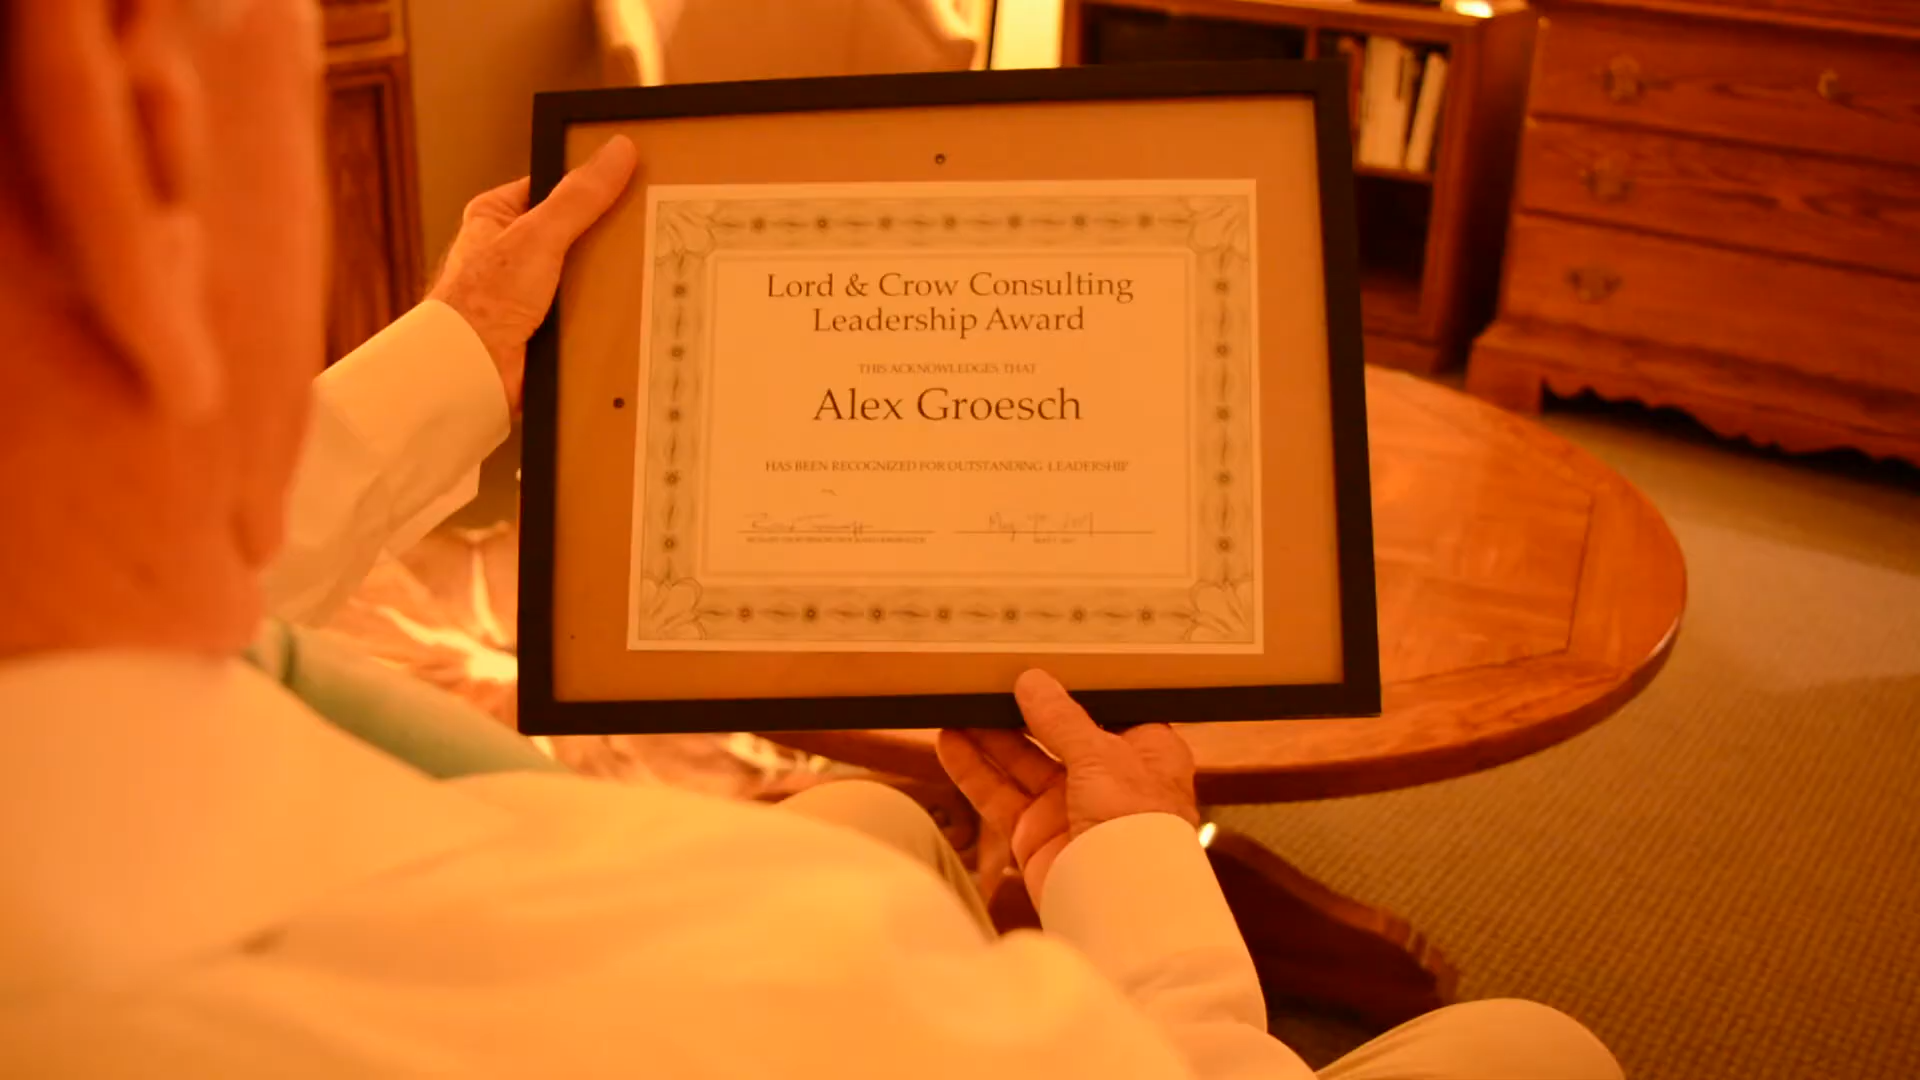 Lord & Crow Consulting
Leadership Award
THIS ACKNOWLEDGES THAT
Alex Groesch
HAS BEEN RECOGNIZED FOR OUTSTANDING LEADERSHIP